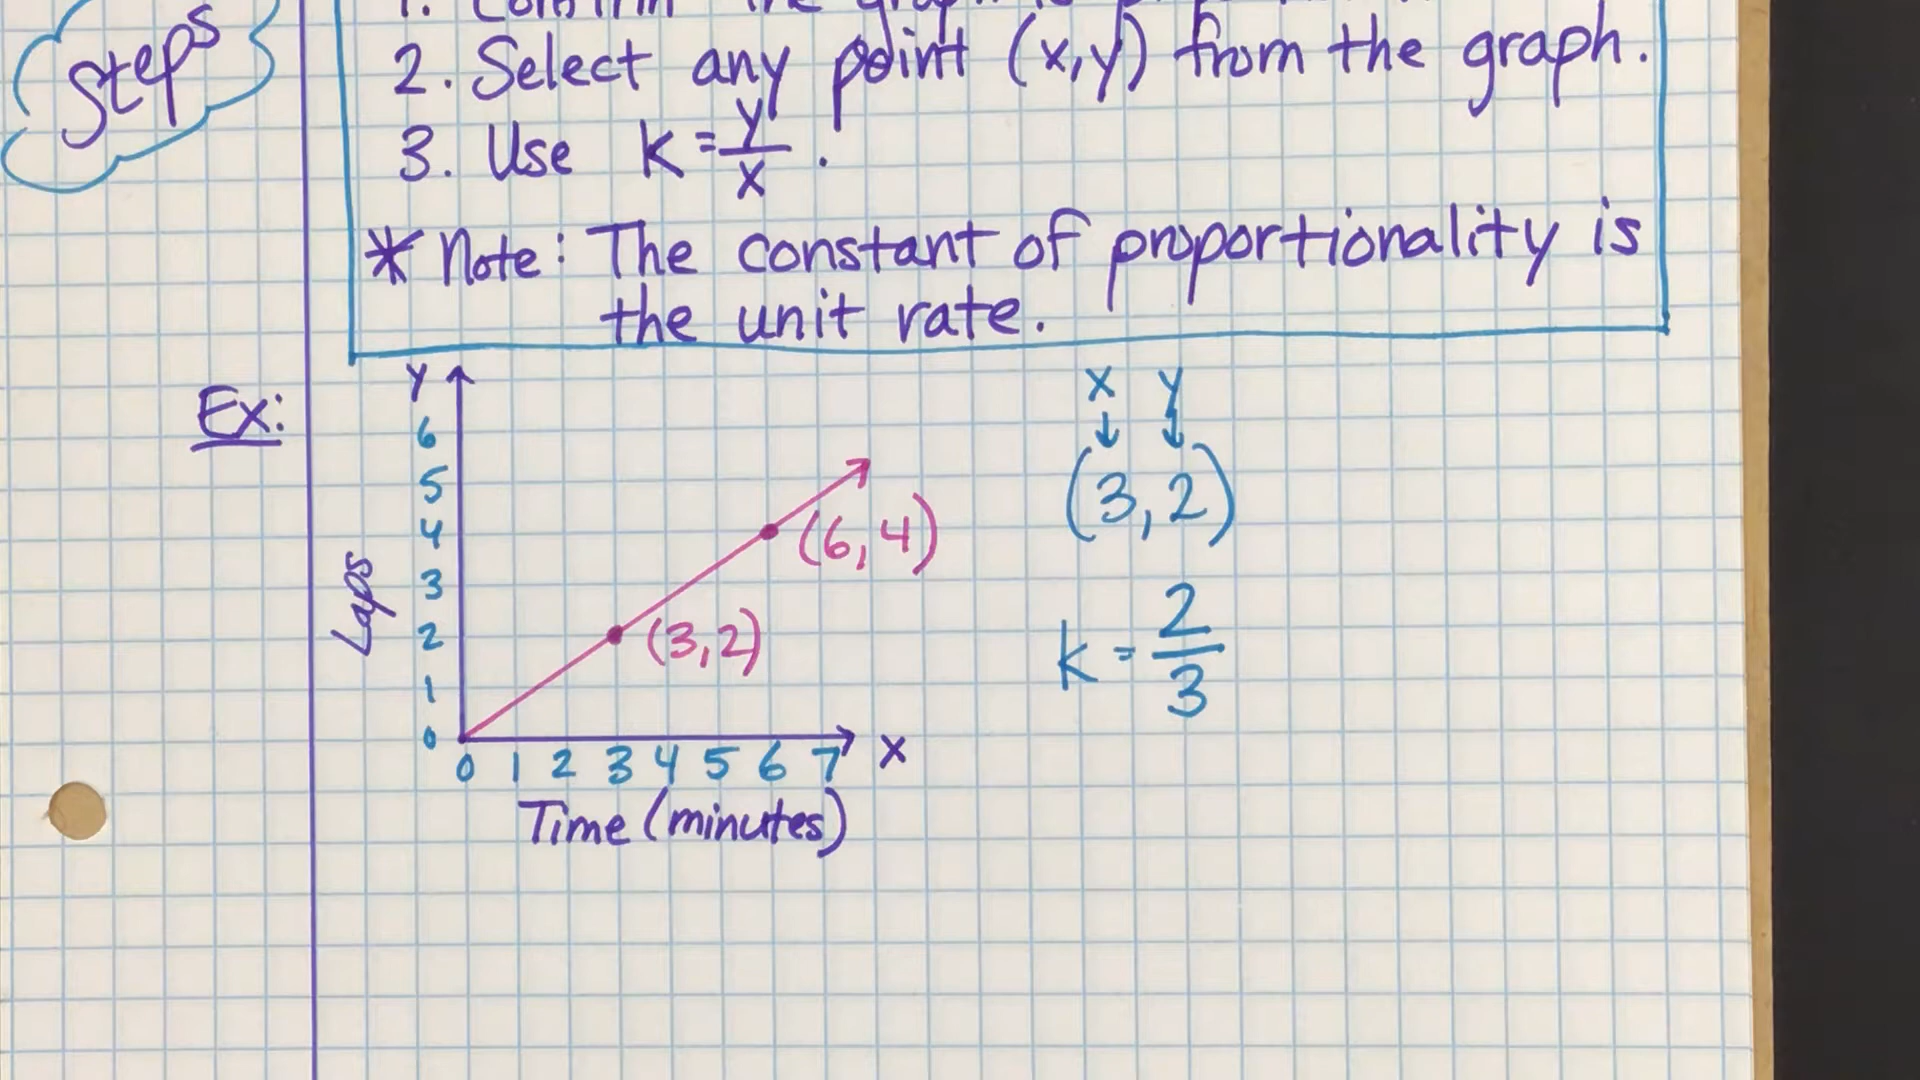 Steps
2. Select any point (x,y) from the graph.
3. Use k = y/x .
* Note: The constant of proportionality is
the unit rate.
Ex:
y
6
5
4
3
2
1
0
Laps
(6,4)
(3,2)
0 1 2 3 4 5 6 7 x
Time (minutes)
x y
(3,2)
k = 2/3